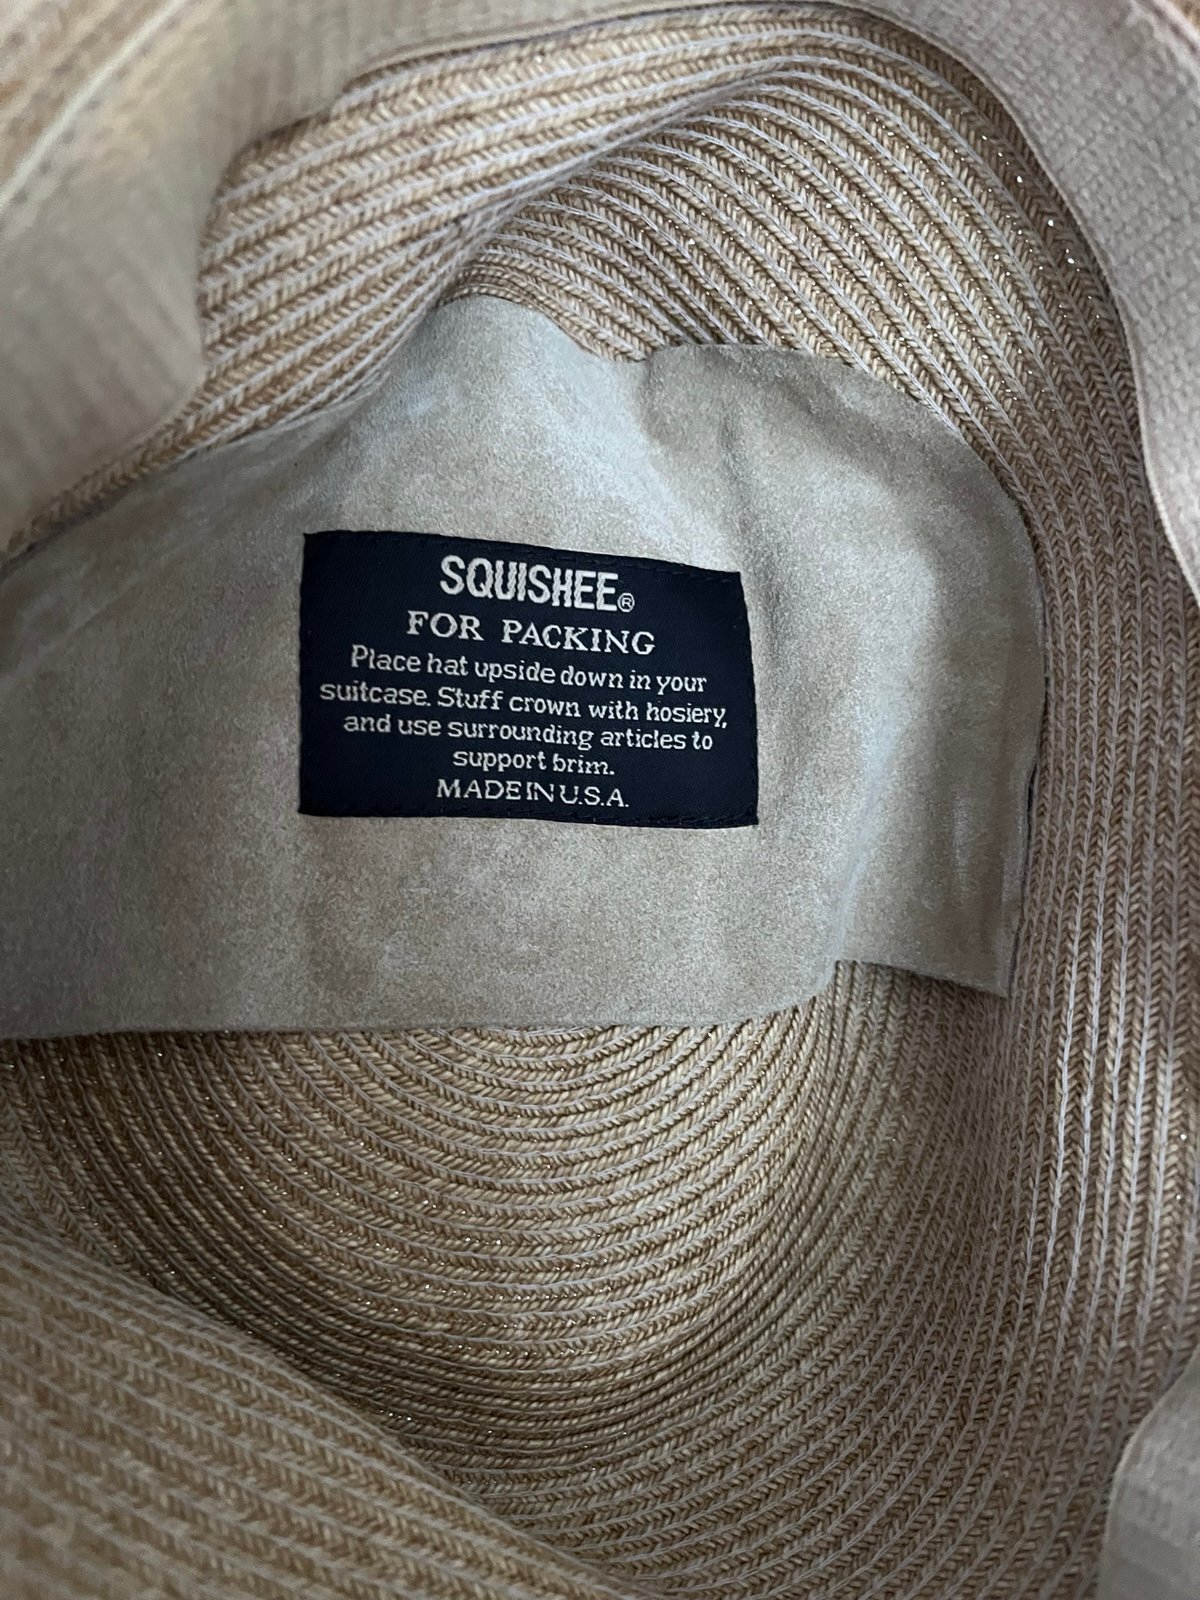 SQUISHEE®
FOR PACKING
Place hat upside down in your
suitcase. Stuff crown with hosiery,
and use surrounding articles to
support brim.
MADE IN U.S.A.